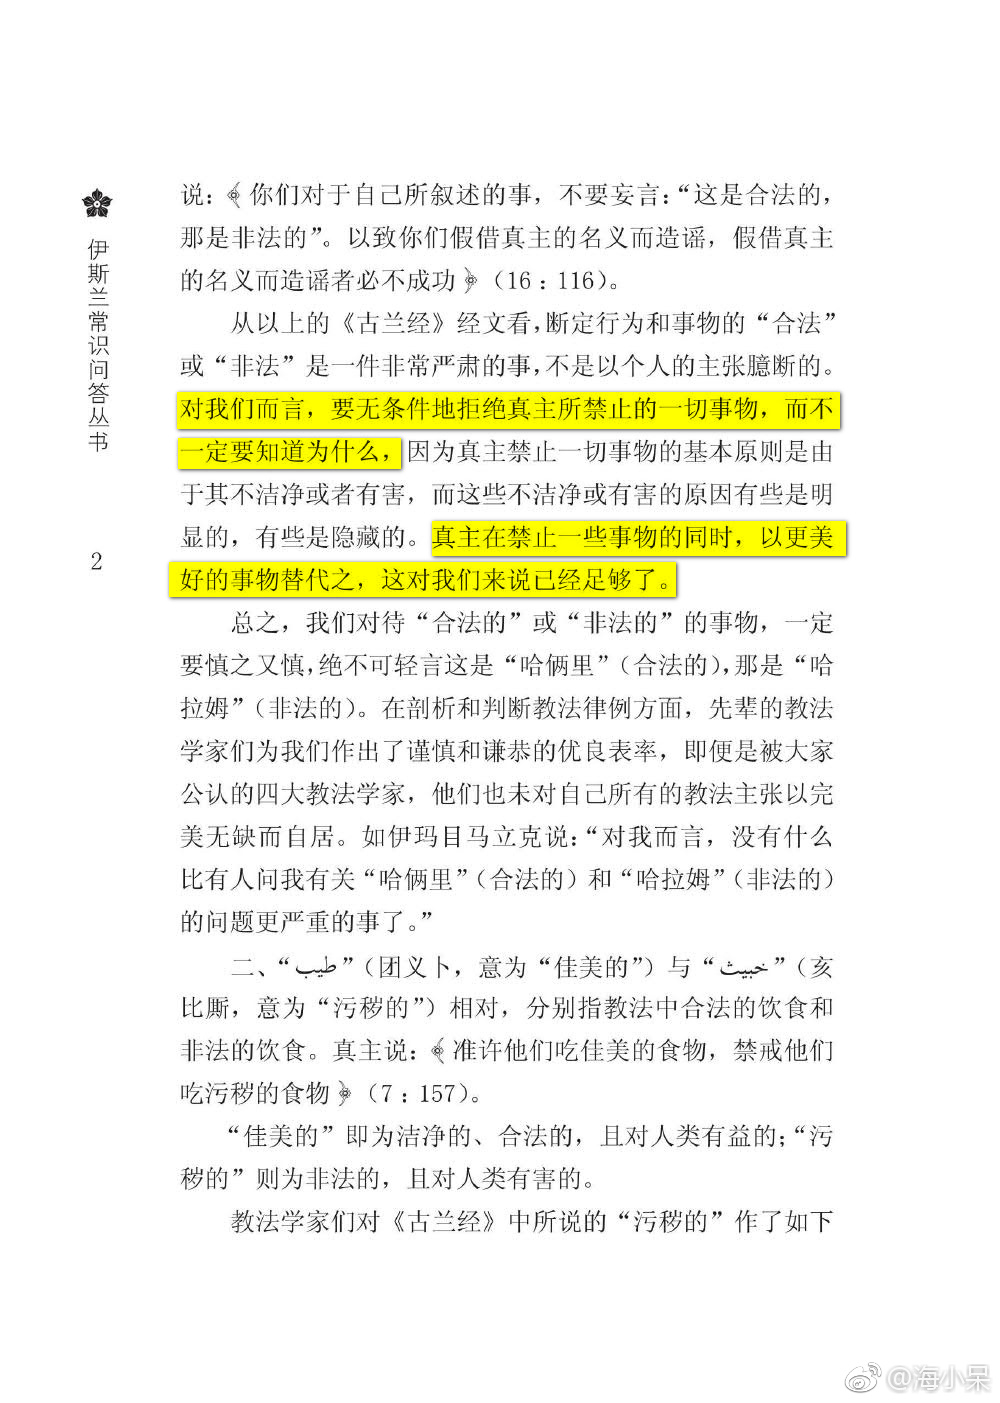 说：﴿你们对于自己所叙述的事，不要妄言：“这是合法的，
那是非法的”。以致你们假借真主的名义而造谣，假借真主
的名义而造谣者必不成功﴾（16：116）。
从以上的《古兰经》经文看，断定行为和事物的“合法”
或“非法”是一件非常严肃的事，不是以个人的主张臆断的。
对我们而言，要无条件地拒绝真主所禁止的一切事物，而不
一定要知道为什么，因为真主禁止一切事物的基本原则是由
于其不洁净或者有害，而这些不洁净或有害的原因有些是明
显的，有些是隐藏的。真主在禁止一些事物的同时，以更美
好的事物替代之，这对我们来说已经足够了。
总之，我们对待“合法的”或“非法的”的事物，一定
要慎之又慎，绝不可轻言这是“哈俩里”（合法的），那是“哈
拉姆”（非法的）。在剖析和判断教法律例方面，先辈的教法
学家们为我们作出了谨慎和谦恭的优良表率，即便是被大家
公认的四大教法学家，他们也未对自己所有的教法主张以完
美无缺而自居。如伊玛目马立克说：“对我而言，没有什么
比有人问我有关“哈俩里”（合法的）和“哈拉姆”（非法的）
的问题更严重的事了。”
二、“طيب”（团义卜，意为“佳美的”）与“خبيث”（亥
比厮，意为“污秽的”）相对，分别指教法中合法的饮食和
非法的饮食。真主说：﴿准许他们吃佳美的食物，禁戒他们
吃污秽的食物﴾（7：157）。
“佳美的”即为洁净的、合法的，且对人类有益的；“污
秽的”则为非法的，且对人类有害的。
教法学家们对《古兰经》中所说的“污秽的”作了如下
伊斯兰常识问答丛书
2
@海小呆